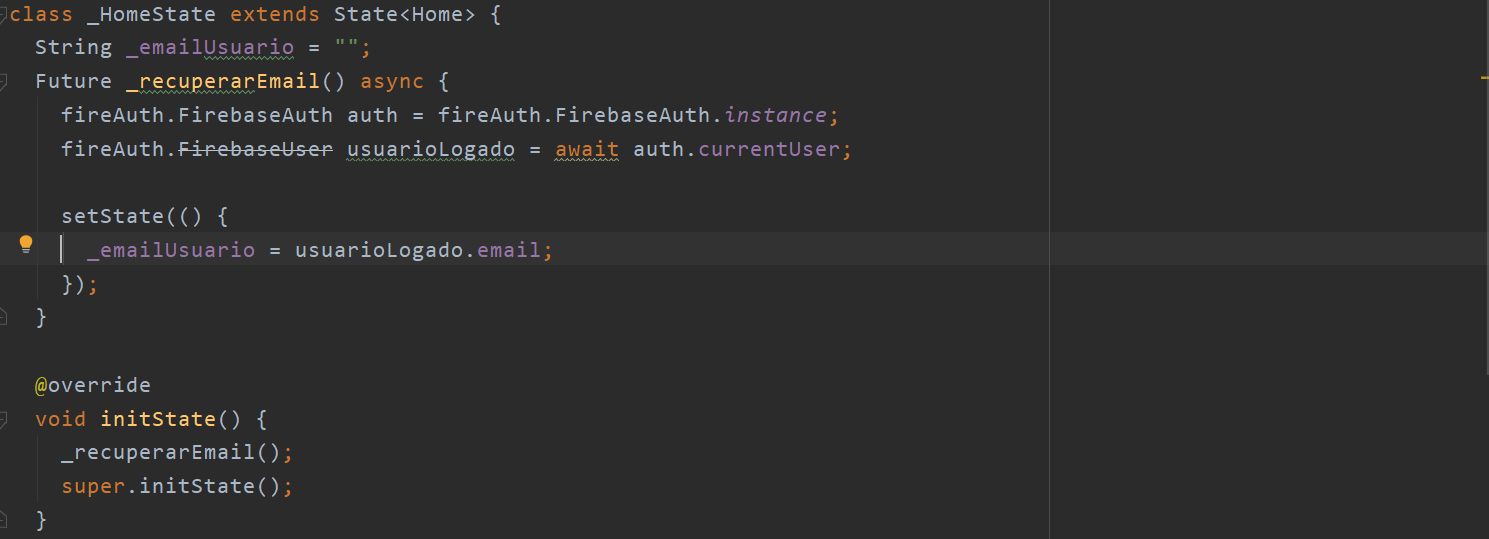 class _HomeState extends State<Home> {
String _emailUsuario = "";
Future _recuperarEmail() async {
fireAuth.FirebaseAuth auth = fireAuth.FirebaseAuth.instance;
fireAuth.FirebaseUser usuarioLogado = await auth.currentUser;
setState(() {
_emailUsuario = usuarioLogado.email;
});
}
@override
void initState() {
_recuperarEmail();
super.initState();
}